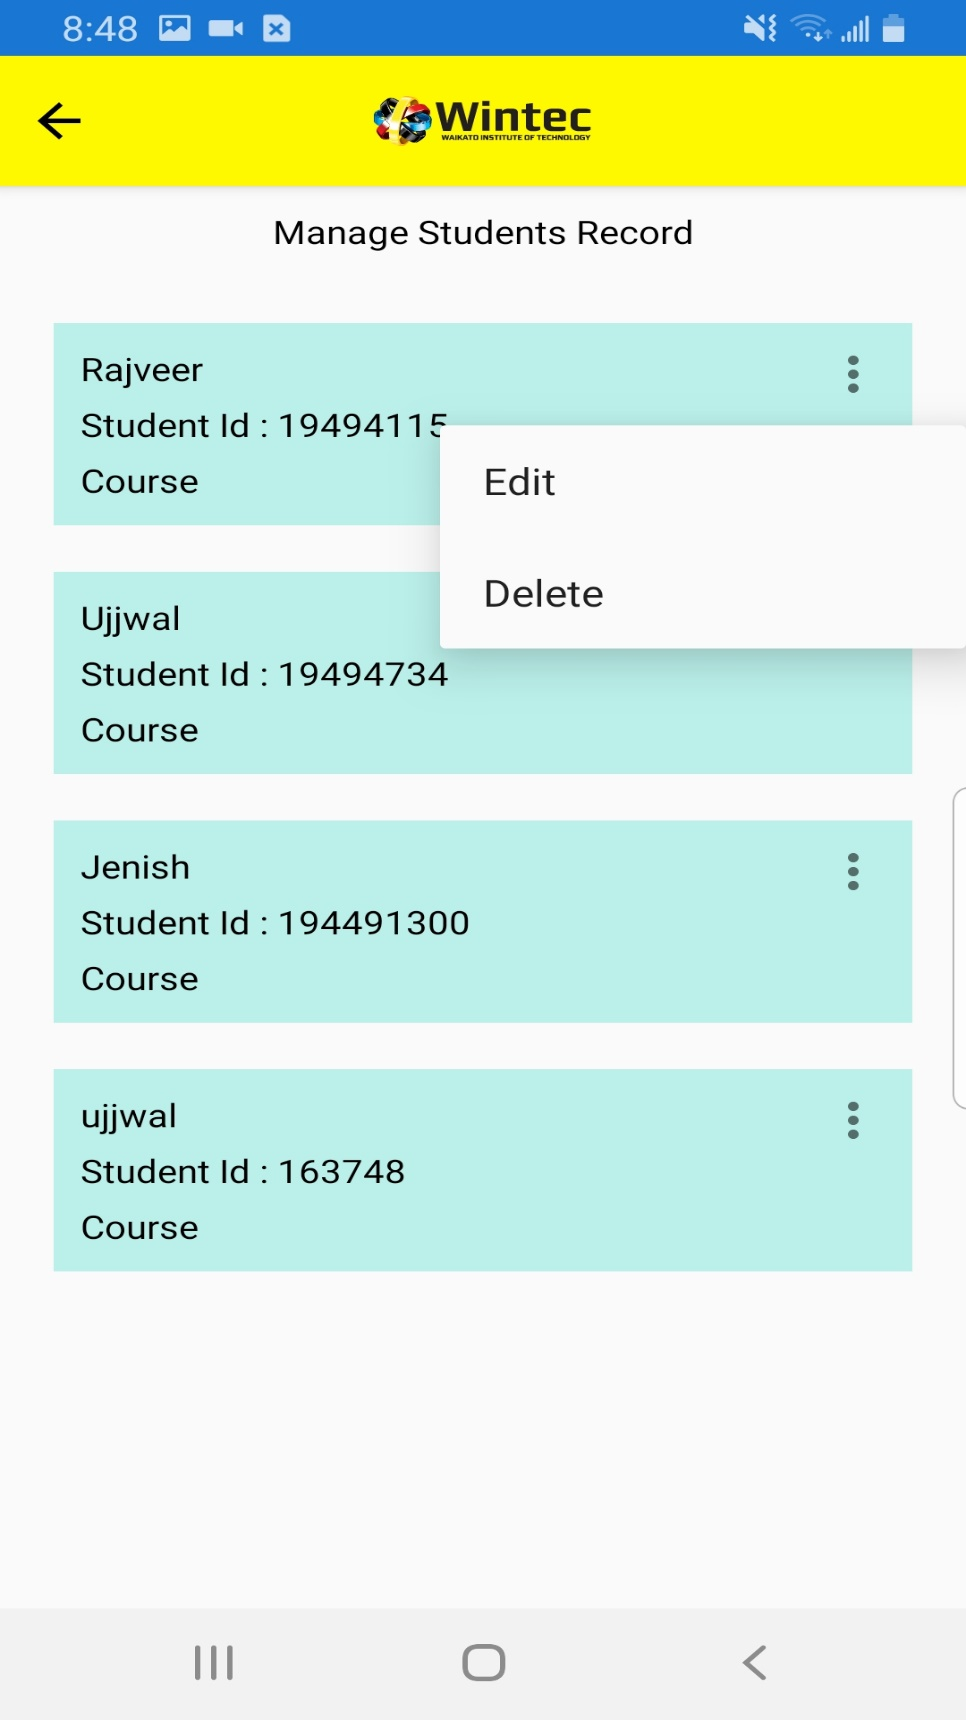 8:48
Wintec
WAIKATO INSTITUTE OF TECHNOLOGY
Manage Students Record
Rajveer
Student Id : 19494115
Course
Edit
Delete
Ujjwal
Student Id : 19494734
Course
Jenish
Student Id : 194491300
Course
ujjwal
Student Id : 163748
Course